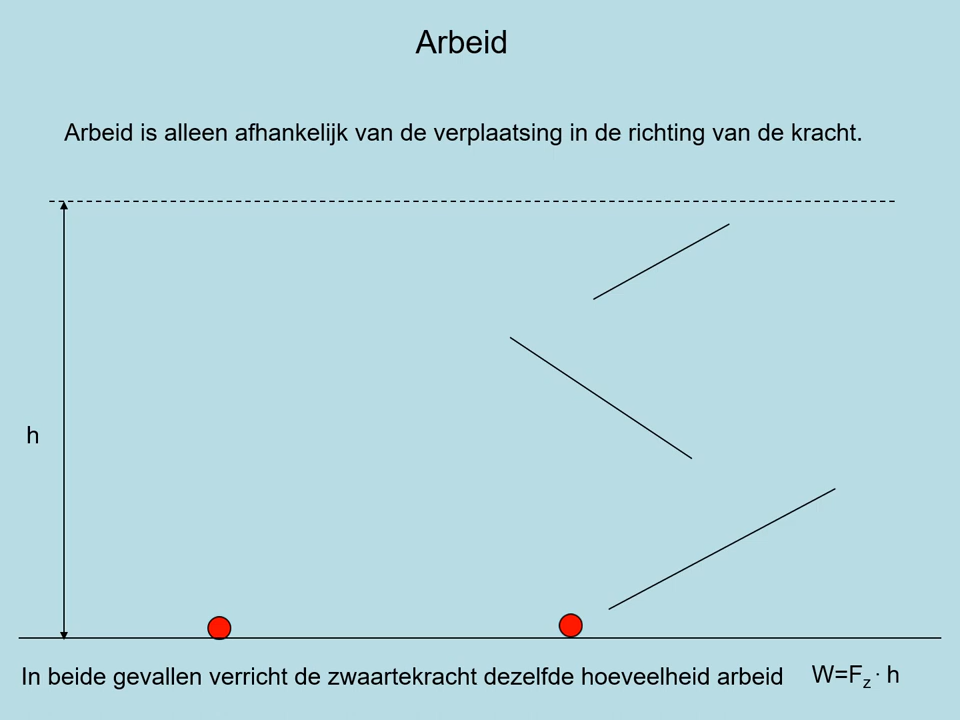 Arbeid
Arbeid is alleen afhankelijk van de verplaatsing in de richting van de kracht.
h
In beide gevallen verricht de zwaartekracht dezelfde hoeveelheid arbeid W=Fz · h